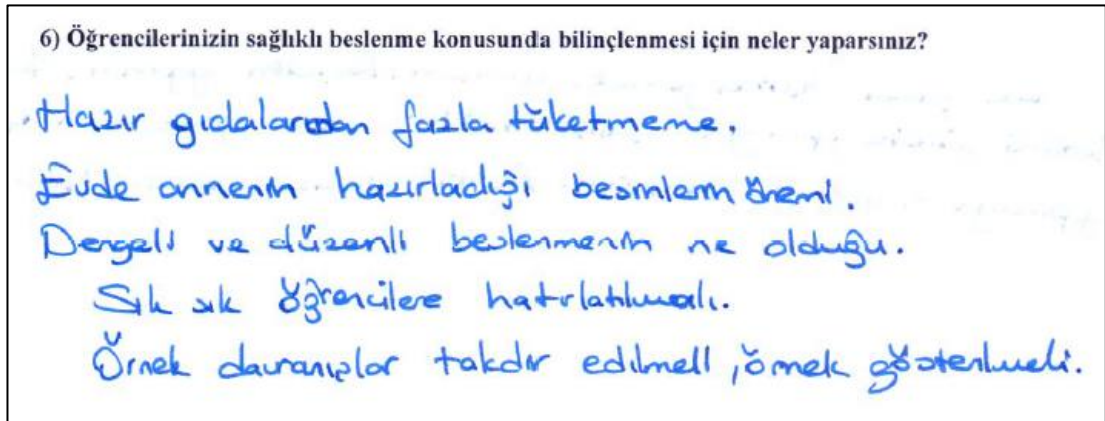 6) Öğrencilerinizin sağlıklı beslenme konusunda bilinçlenmesi için neler yaparsınız?
Hazır gıdalardan fazla tüketmeme.
Evde annenin hazırladığı besinlerin önemi.
Dengeli ve düzenli beslenmenin ne olduğu.
Sık sık öğrencilere hatırlatılmalı.
Örnek davranışlar takdir edilmeli, örnek gösterilmeli.